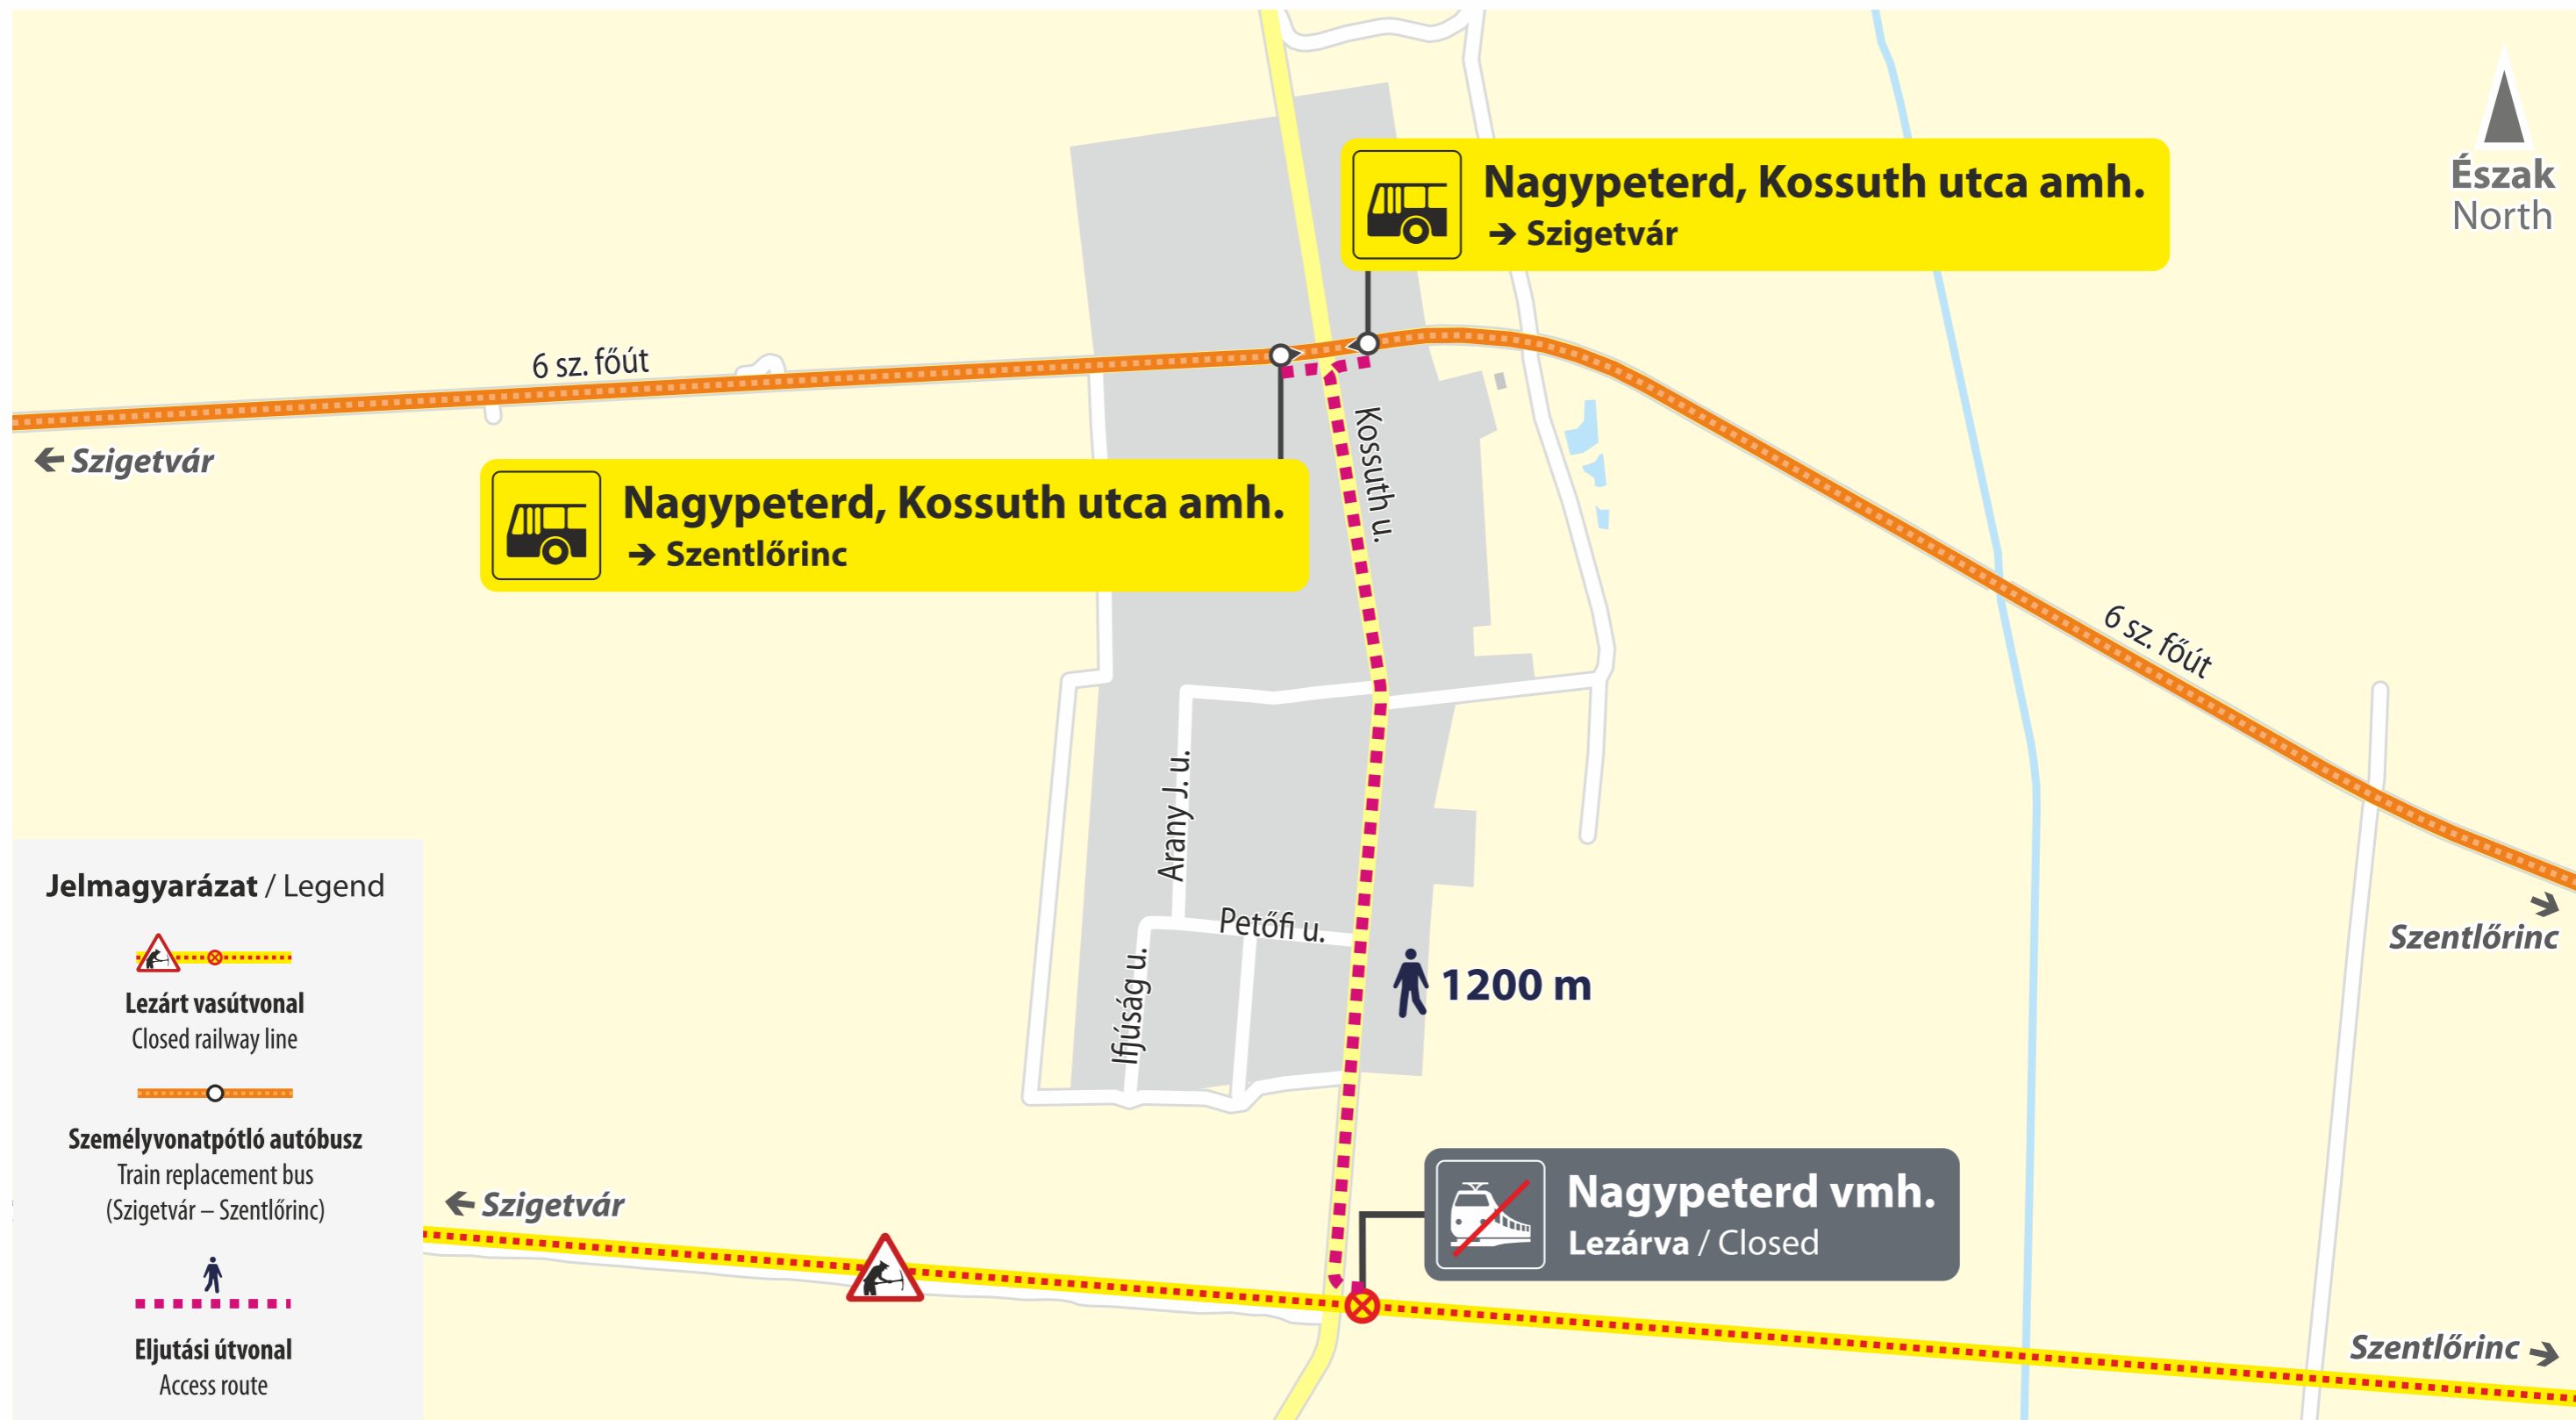 Nagypeterd, Kossuth utca amh.
➔ Szigetvár
Észak
North
6 sz. főút
← Szigetvár
Nagypeterd, Kossuth utca amh.
➔ Szentlőrinc
Kossuth u.
6 sz. főút
Arany J. u.
Petőfi u.
Ifjúság u.
1200 m
Szentlőrinc
Jelmagyarázat / Legend
Lezárt vasútvonal
Closed railway line
Személyvonatpótló autóbusz
Train replacement bus
(Szigetvár – Szentlőrinc)
Eljutási útvonal
Access route
← Szigetvár
Nagypeterd vmh.
Lezárva / Closed
Szentlőrinc ➔